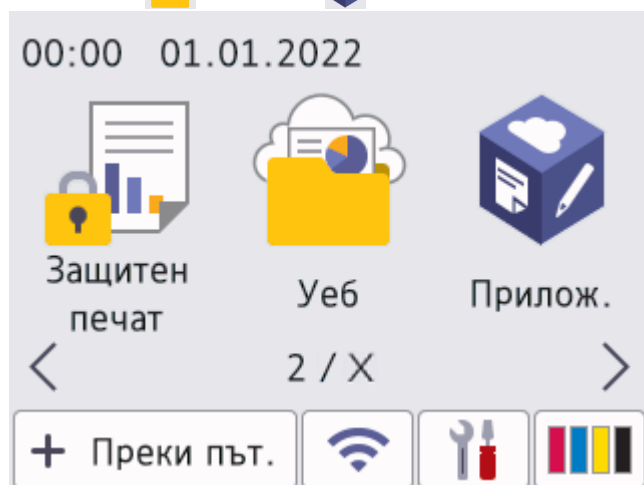 00:00 01.01.2022
Защитен
печат
Уеб
Прилож.
2 / X
+ Преки път.